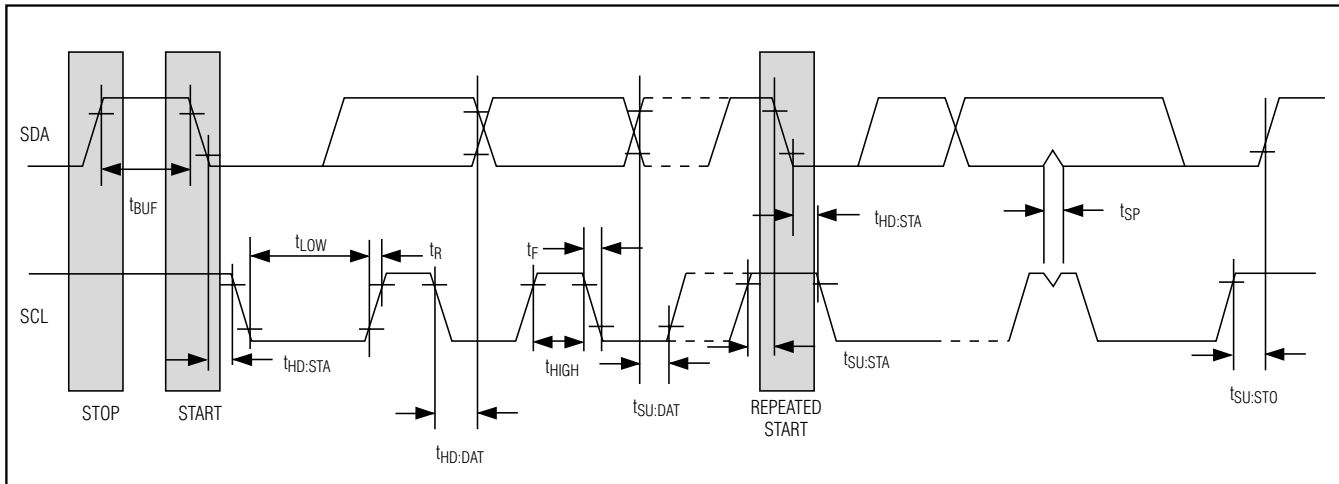 SDA
tBUF
tHD:STA
tSP
tLOW
tR
tF
SCL
tHD:STA
tHIGH
tSU:STA
tSU:DAT
tSU:STO
STOP
START
REPEATED
START
tHD:DAT